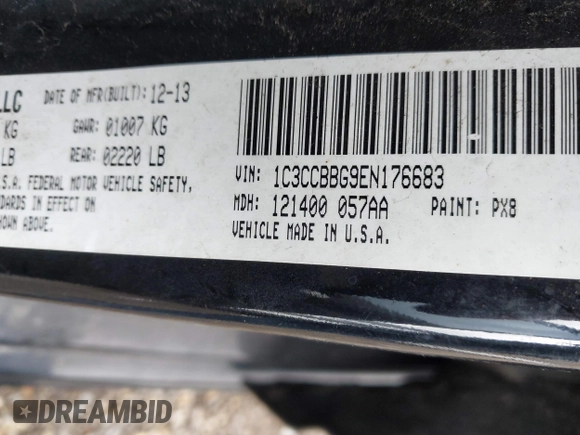 LLC DATE OF MFR(BUILT): 12-13
KG GAWR: 01007 KG
LB REAR: 02220 LB
S.A. FEDERAL MOTOR VEHICLE SAFETY,
DARDS IN EFFECT ON
HOWN ABOVE.
VIN: 1C3CCBBG9EN176683
MDH: 121400 057AA PAINT: PX8
VEHICLE MADE IN U.S.A.
DREAMBID